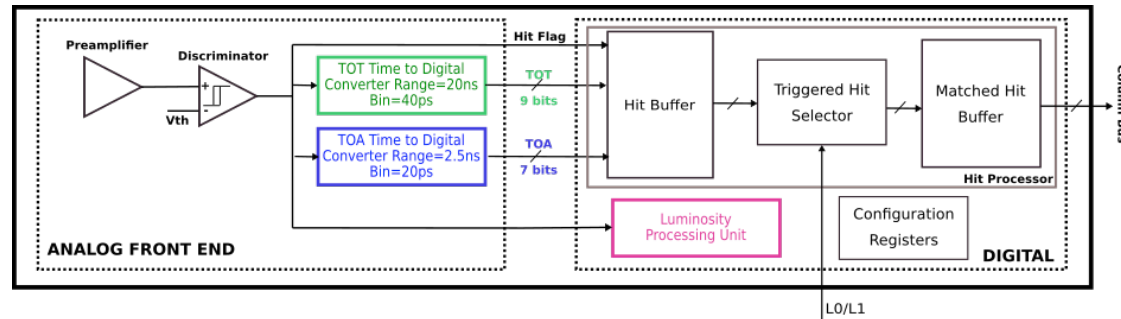 Preamplifier
Discriminator
+
-
Vth
TOT Time to Digital
Converter Range=20ns
Bin=40ps
TOA Time to Digital
Converter Range=2.5ns
Bin=20ps
ANALOG FRONT END
Hit Flag
TOT
9 bits
TOA
7 bits
Hit Buffer
Triggered Hit
Selector
Matched Hit
Buffer
Hit Processor
Luminosity
Processing Unit
Configuration
Registers
DIGITAL
L0/L1